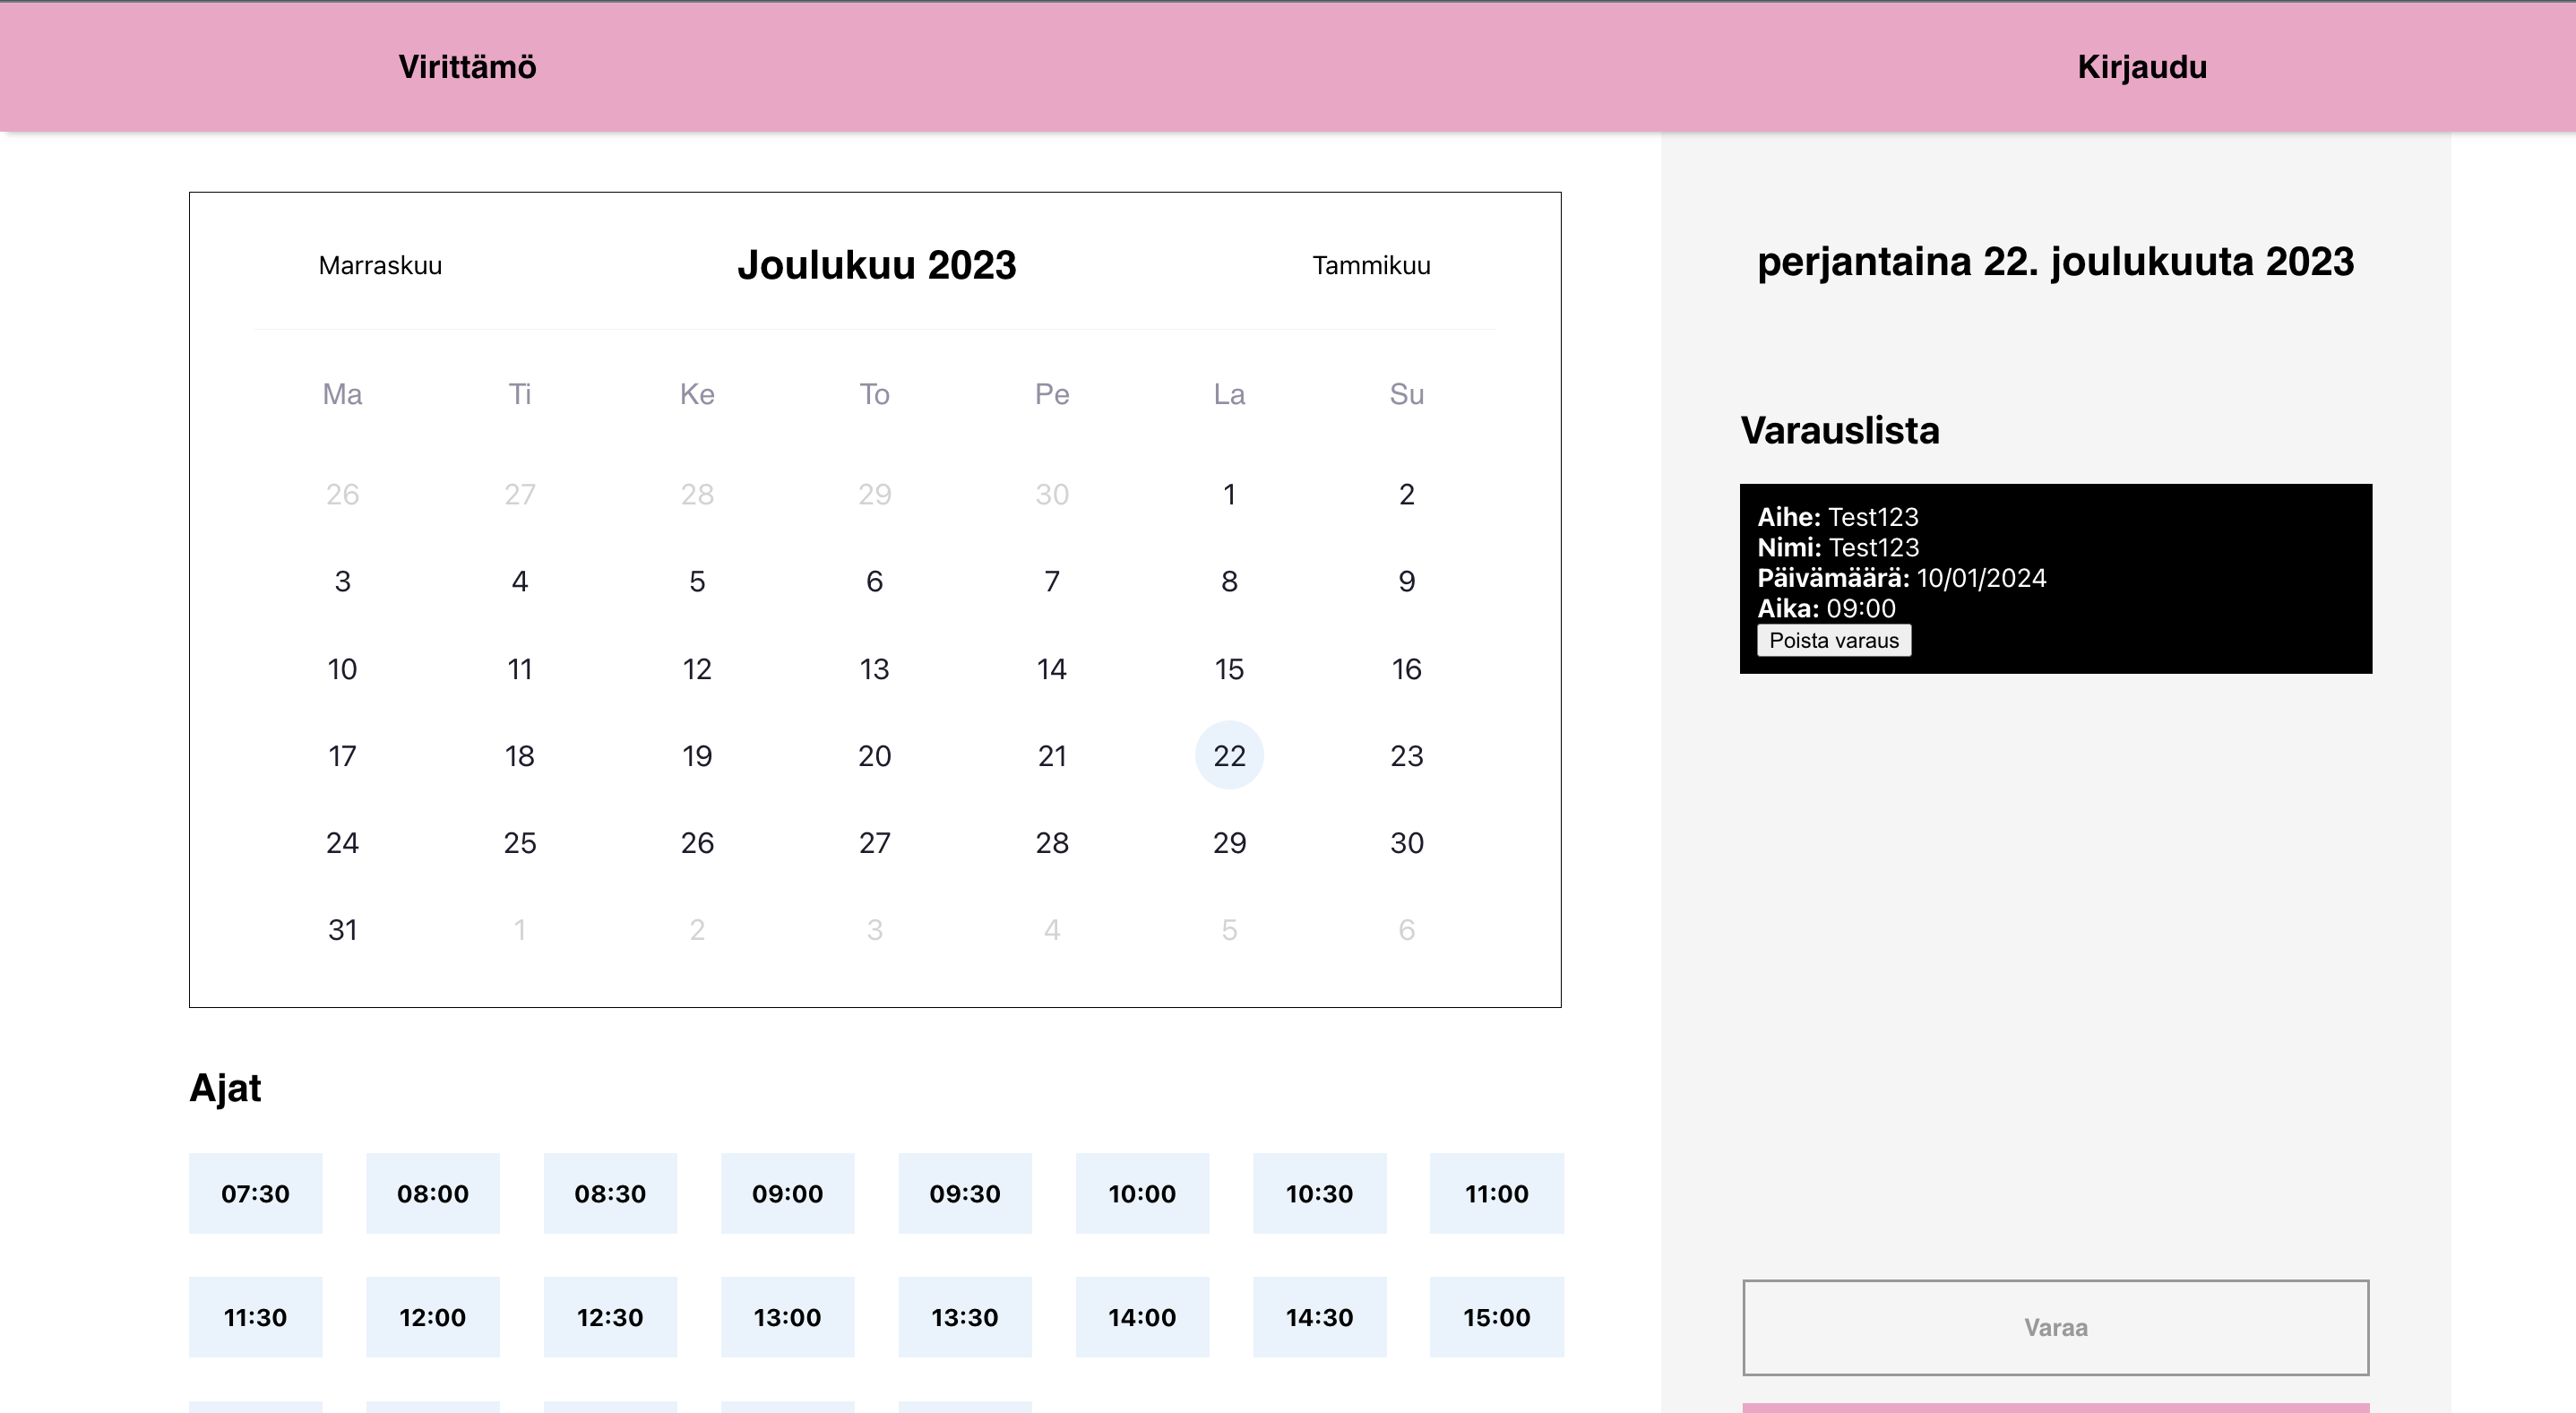 Virittämö Kirjaudu
Marraskuu Joulukuu 2023 Tammikuu
Ma Ti Ke To Pe La Su
26 27 28 29 30 1 2
3 4 5 6 7 8 9
10 11 12 13 14 15 16
17 18 19 20 21 22 23
24 25 26 27 28 29 30
31 1 2 3 4 5 6
Ajat
07:30 08:00 08:30 09:00 09:30 10:00 10:30 11:00
11:30 12:00 12:30 13:00 13:30 14:00 14:30 15:00
perjantaina 22. joulukuuta 2023
Varauslista
Aihe: Test123
Nimi: Test123
Päivämäärä: 10/01/2024
Aika: 09:00
Poista varaus
Varaa